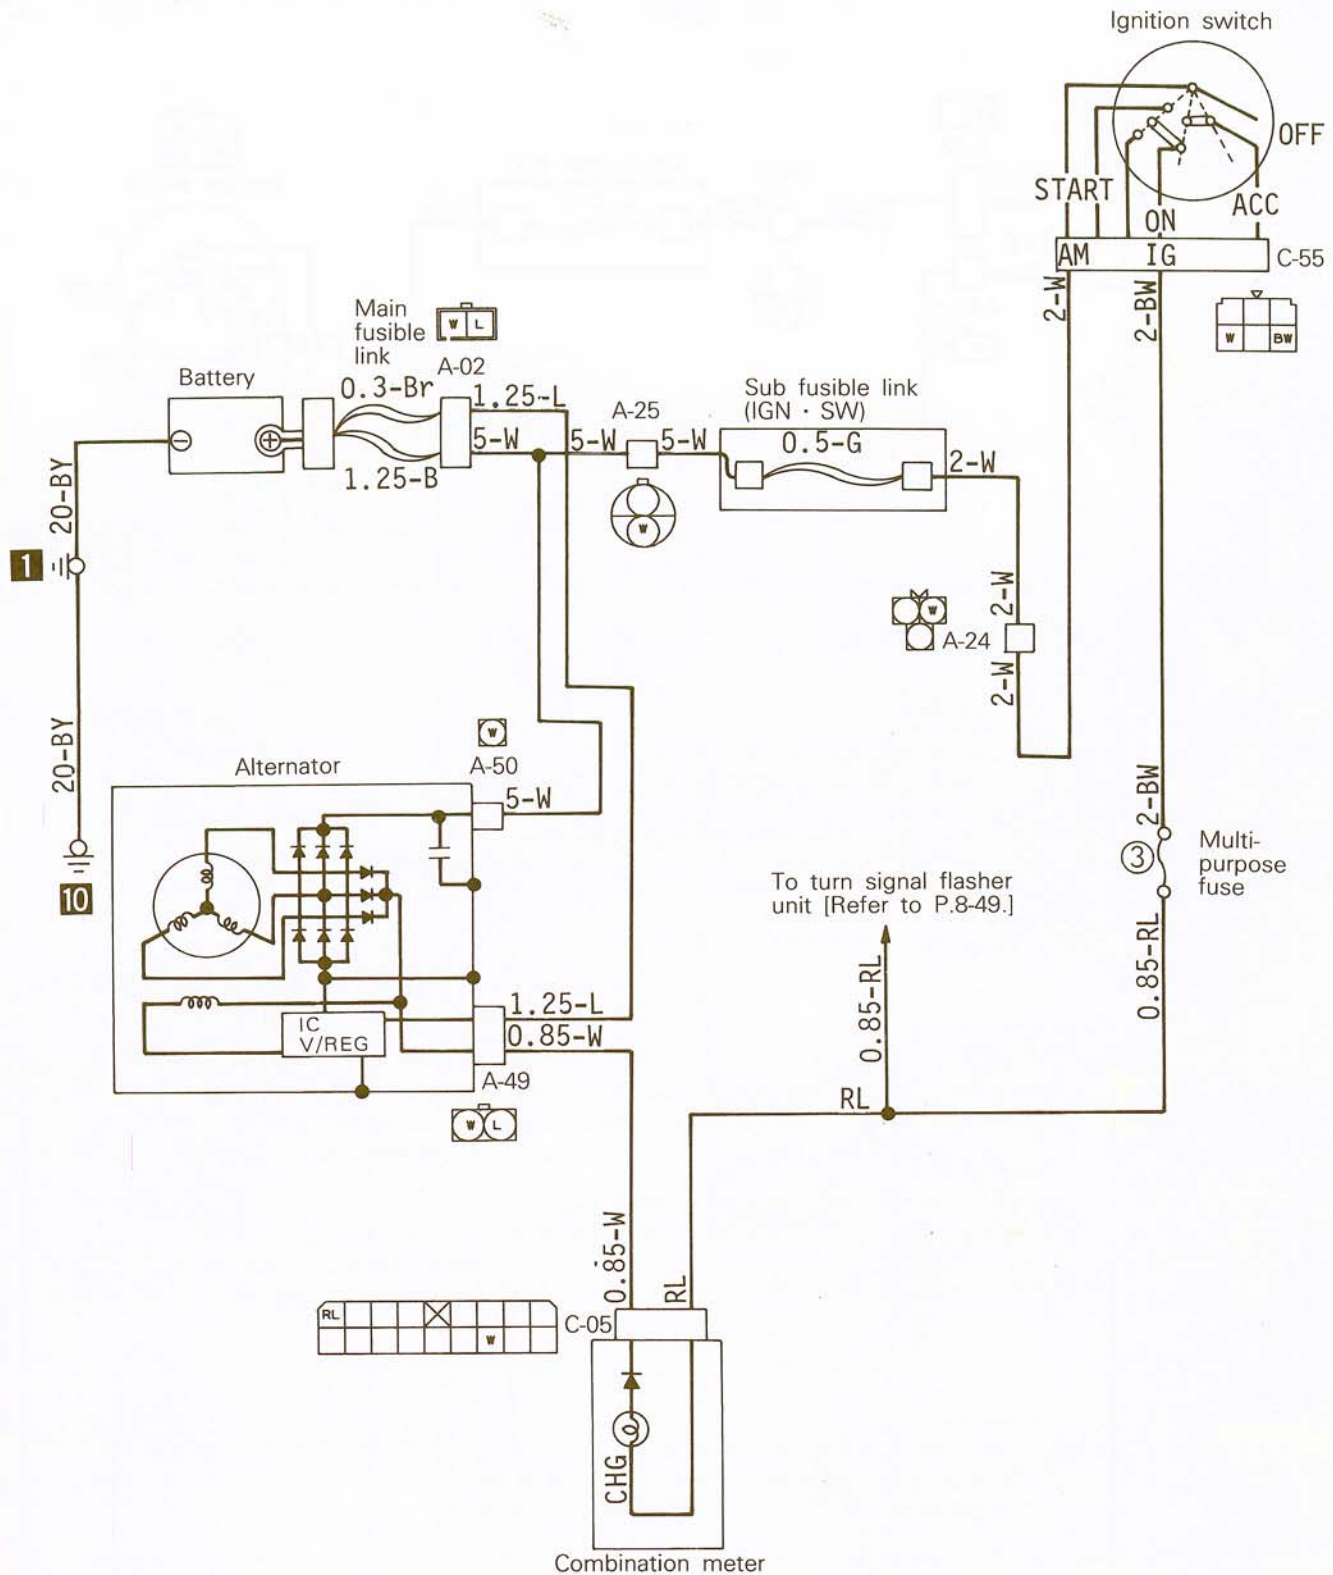 Ignition switch
OFF
START
ON
ACC
AM
IG
C-55
2-W
2-BW
W
BW
Main
fusible
link
W L
A-02
Battery
0.3-Br
1.25-L
5-W
1.25-B
5-W
A-25
5-W
W
Sub fusible link
(IGN · SW)
0.5-G
2-W
20-BY
1
2-W
W
A-24
2-W
20-BY
10
W
A-50
Alternator
5-W
2-BW
3
Multi-
purpose
fuse
To turn signal flasher
unit [Refer to P.8-49.]
0.85-RL
0.85-RL
1.25-L
IC
V/REG
0.85-W
A-49
W L
RL
0.85-W
RL
RL
W
C-05
CHG
Combination meter